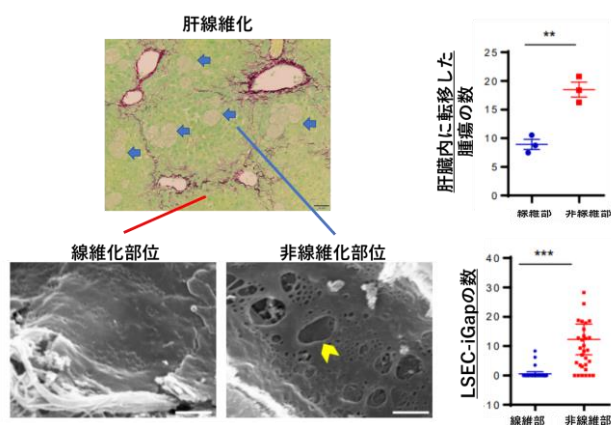 肝線維化
線維化部位
非線維化部位
肝臓内に転移した
腫瘍の数
**
25
20
15
10
5
0
線維部
非線維部
LSEC-iGapの数
***
40
30
20
10
0
-10
線維部
非線維部